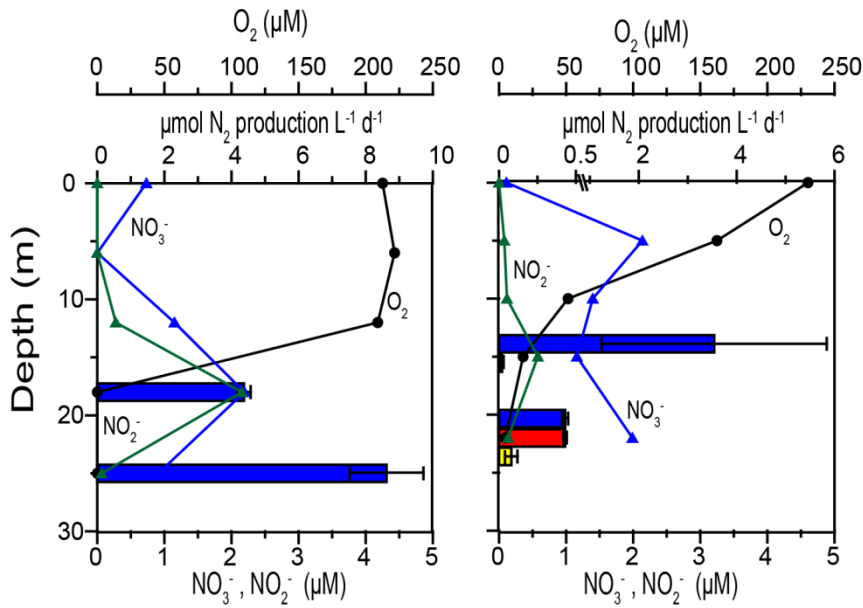 O₂ (µM)
0 50 100 150 200 250
µmol N₂ production L⁻¹ d⁻¹
0 2 4 6 8 10
0
10
20
30
Depth (m)
NO₃⁻
O₂
NO₂⁻
0 1 2 3 4 5
NO₃⁻, NO₂⁻ (µM)
O₂ (µM)
0 50 100 150 200 250
µmol N₂ production L⁻¹ d⁻¹
0 0.5 2 4 6
O₂
NO₂⁻
NO₃⁻
0 1 2 3 4 5
NO₃⁻, NO₂⁻ (µM)